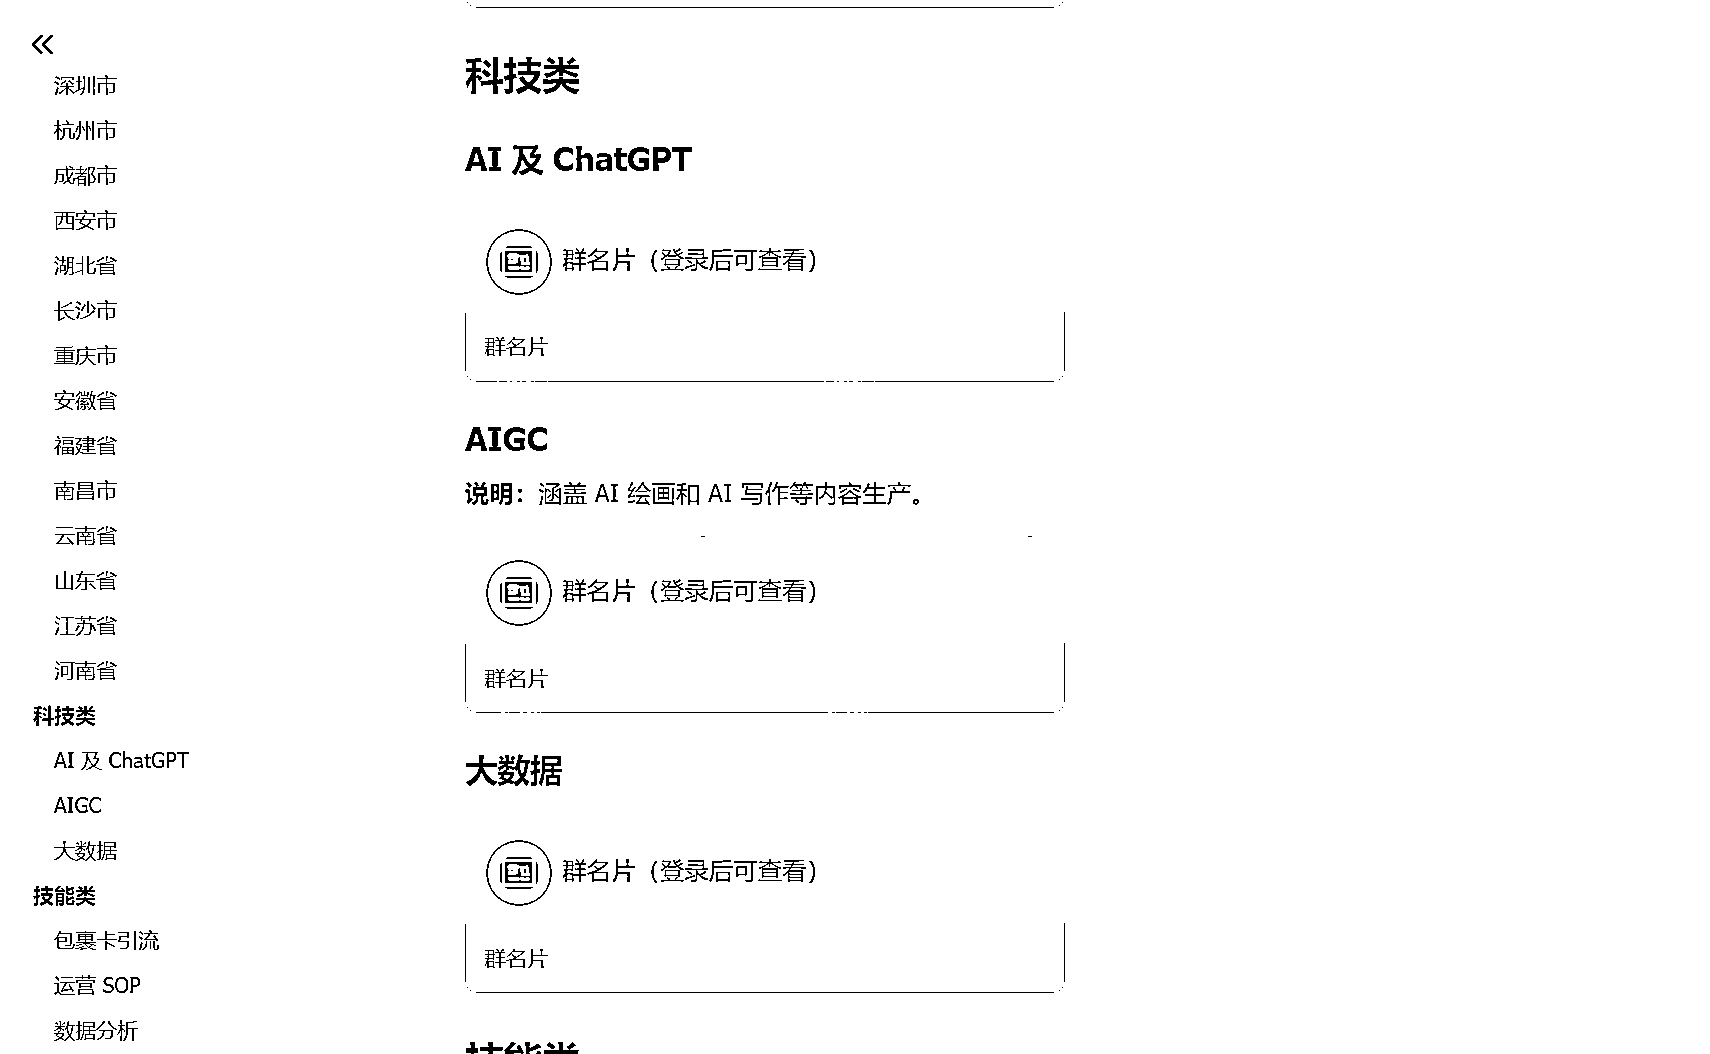 深圳市
杭州市
成都市
西安市
湖北省
长沙市
重庆市
安徽省
福建省
南昌市
云南省
山东省
江苏省
河南省
科技类
AI 及 ChatGPT
AIGC
大数据
技能类
包裹卡引流
运营 SOP
数据分析
科技类
AI 及 ChatGPT
群名片（登录后可查看）
群名片
AIGC
说明：涵盖 AI 绘画和 AI 写作等内容生产。
群名片（登录后可查看）
群名片
大数据
群名片（登录后可查看）
群名片
技能类